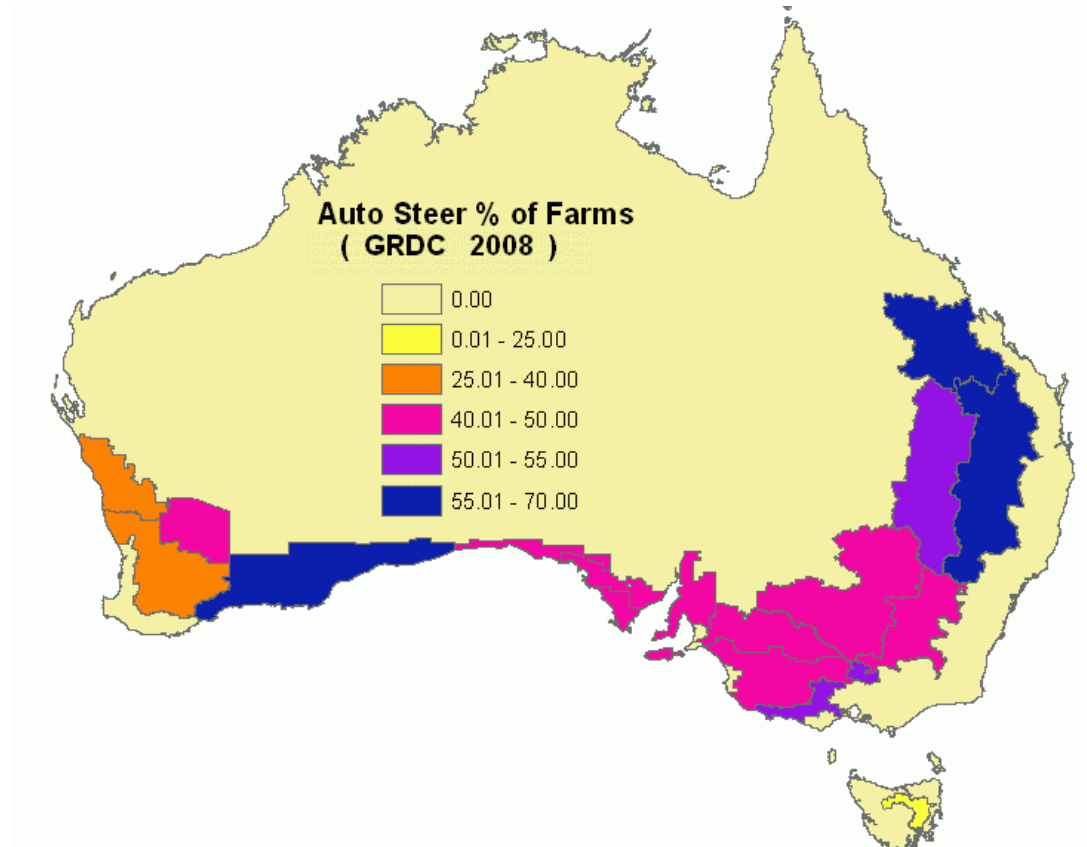 Auto Steer % of Farms
( GRDC 2008 )
0.00
0.01 - 25.00
25.01 - 40.00
40.01 - 50.00
50.01 - 55.00
55.01 - 70.00